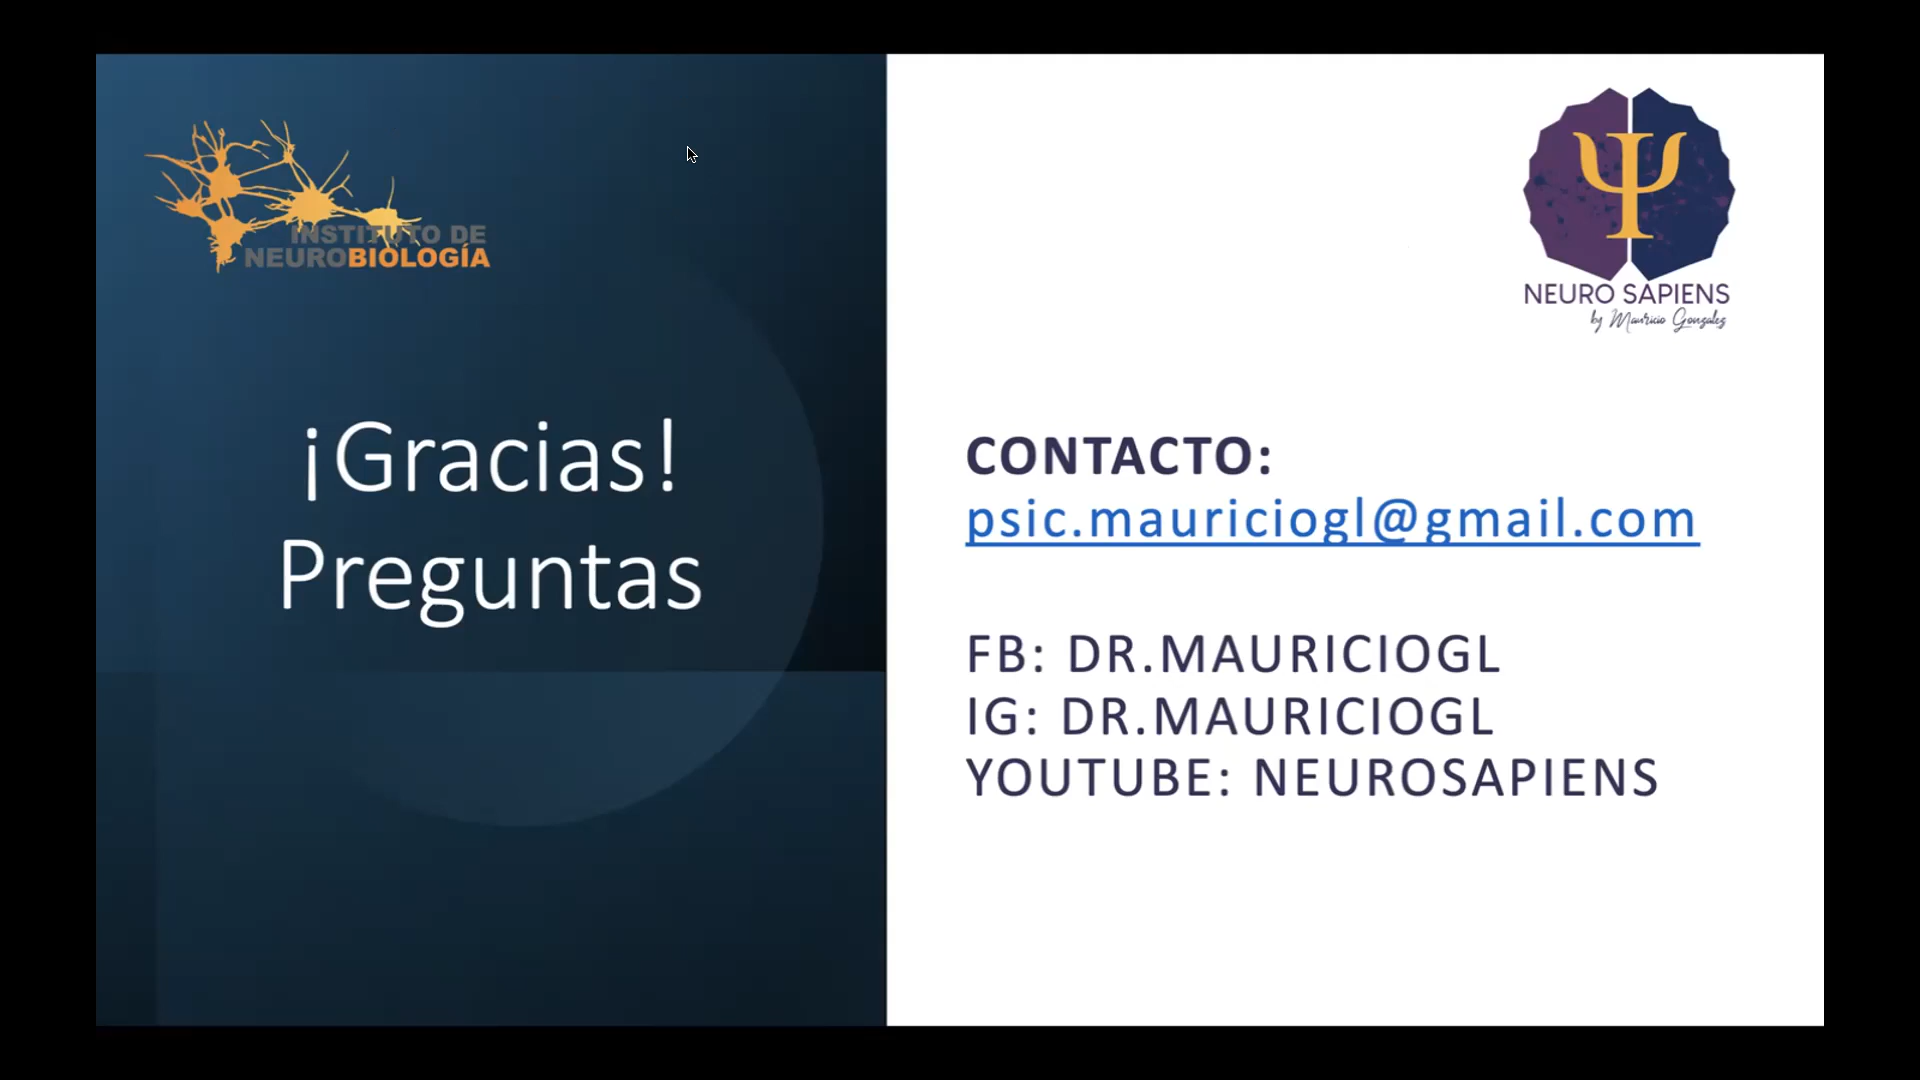 INSTITUTO DE
NEUROBIOLOGÍA
¡Gracias!
Preguntas
Ψ
NEURO SAPIENS
by Mauricio Gonzalez
CONTACTO:
psic.mauriciogl@gmail.com
FB: DR.MAURICIOGL
IG: DR.MAURICIOGL
YOUTUBE: NEUROSAPIENS